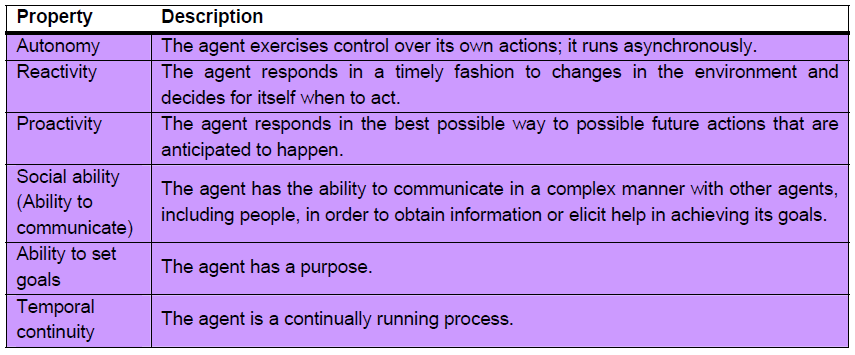 Property Description
Autonomy The agent exercises control over its own actions; it runs asynchronously.
Reactivity The agent responds in a timely fashion to changes in the environment and
decides for itself when to act.
Proactivity The agent responds in the best possible way to possible future actions that are
anticipated to happen.
Social ability
(Ability to
communicate)
The agent has the ability to communicate in a complex manner with other agents,
including people, in order to obtain information or elicit help in achieving its goals.
Ability to set
goals
The agent has a purpose.
Temporal
continuity
The agent is a continually running process.